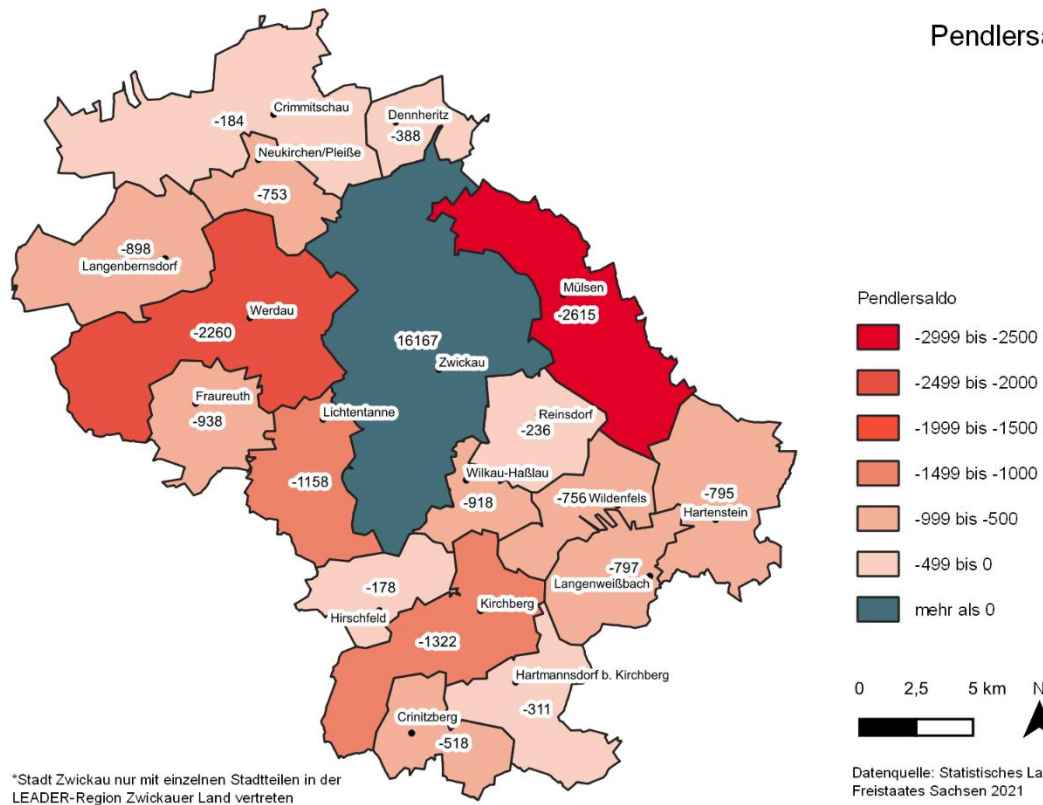 Pendlersa
Crimmitschau
-184
Dennheritz
-388
Neukirchen/Pleiße
-753
-898
Langenbernsdorf
Mülsen
-2615
Werdau
-2260
16167
Zwickau
Fraureuth
-938
Lichtentanne
-1158
Reinsdorf
-236
Wilkau-Haßlau
-918
-756 Wildenfels
-795
Hartenstein
-797
Langenweißbach
-178
Hirschfeld
Kirchberg
-1322
Hartmannsdorf b. Kirchberg
-311
Crinitzberg
-518
Pendlersaldo
-2999 bis -2500
-2499 bis -2000
-1999 bis -1500
-1499 bis -1000
-999 bis -500
-499 bis 0
mehr als 0
0 2,5 5 km N
*Stadt Zwickau nur mit einzelnen Stadtteilen in der
LEADER-Region Zwickauer Land vertreten
Datenquelle: Statistisches La
Freistaates Sachsen 2021